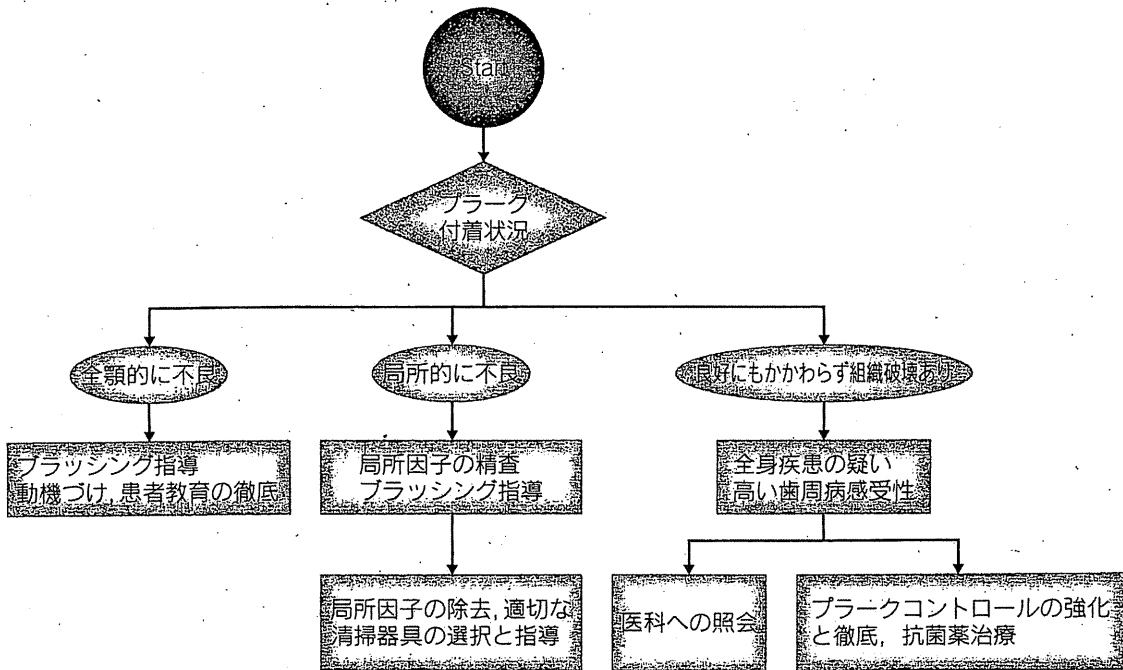 Start
プラーク
付着状況
全顎的に不良
局所的に不良
良好にもかかわらず組織破壊あり
ブラッシング指導
動機づけ,患者教育の徹底
局所因子の精査
ブラッシング指導
全身疾患の疑い
高い歯周病感受性
局所因子の除去,適切な
清掃器具の選択と指導
医科への照会
プラークコントロールの強化
と徹底,抗菌薬治療